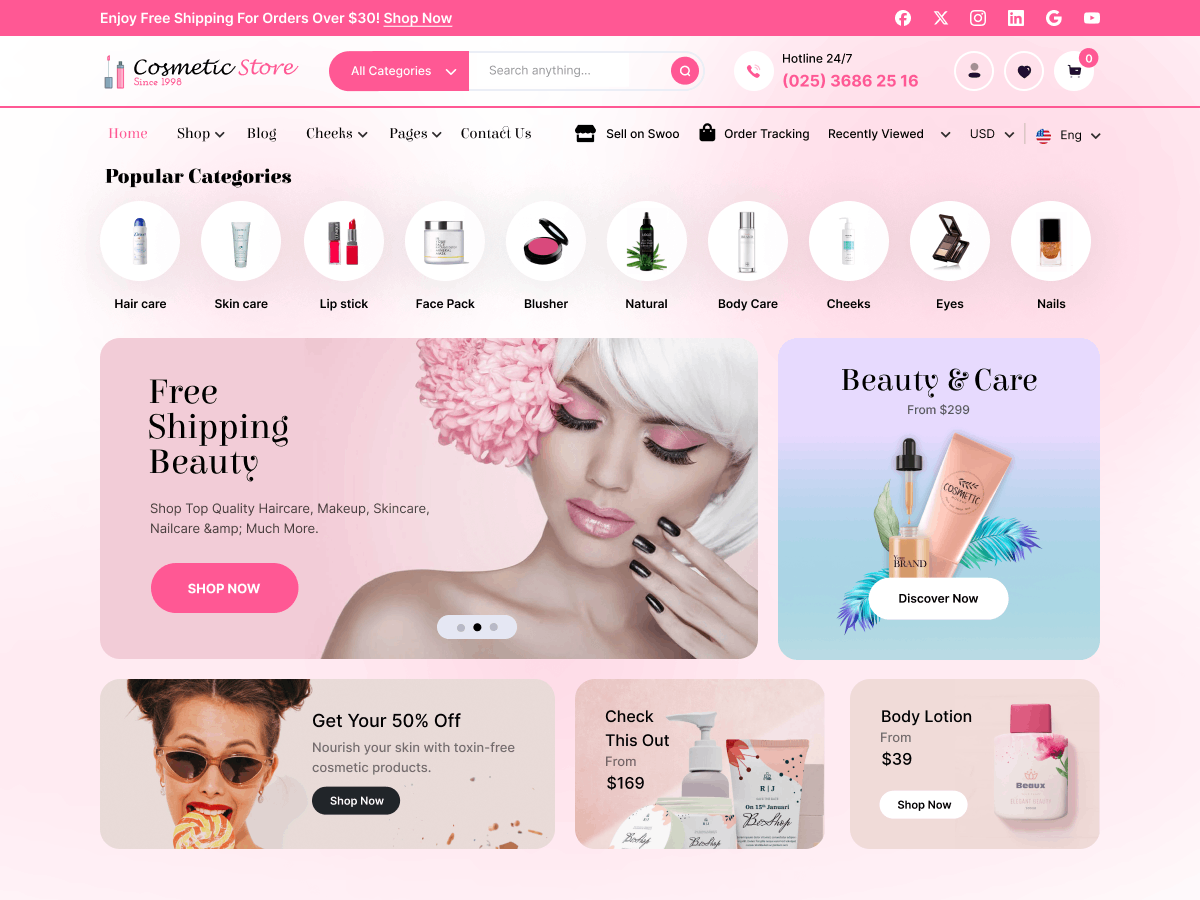 Enjoy Free Shipping For Orders Over $30! Shop Now
Cosmetic Store
Since 1998
All Categories
Search anything...
Hotline 24/7
(025) 3686 25 16
0
Home
Shop
Blog
Cheeks
Pages
Contact Us
Sell on Swoo
Order Tracking
Recently Viewed
USD
Eng
Popular Categories
Hair care
Skin care
Lip stick
Face Pack
Blusher
Natural
Body Care
Cheeks
Eyes
Nails
Free
Shipping
Beauty
Shop Top Quality Haircare, Makeup, Skincare,
Nailcare &amp; Much More.
SHOP NOW
Beauty & Care
From $299
COSMETIC
Your
BRAND
Discover Now
Get Your 50% Off
Nourish your skin with toxin-free
cosmetic products.
Shop Now
Check
This Out
From
$169
R | J
On 15th Januari
BeShop
BeShop
Body Lotion
From
$39
Shop Now
Beaux